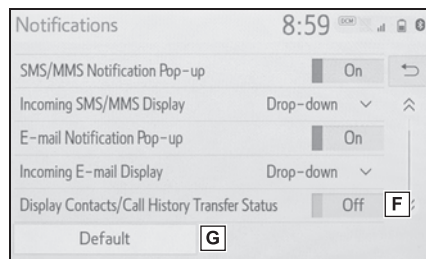 Notifications 8:59 DCM
SMS/MMS Notification Pop-up On
Incoming SMS/MMS Display Drop-down
E-mail Notification Pop-up On
Incoming E-mail Display Drop-down
Display Contacts/Call History Transfer Status Off F
Default G